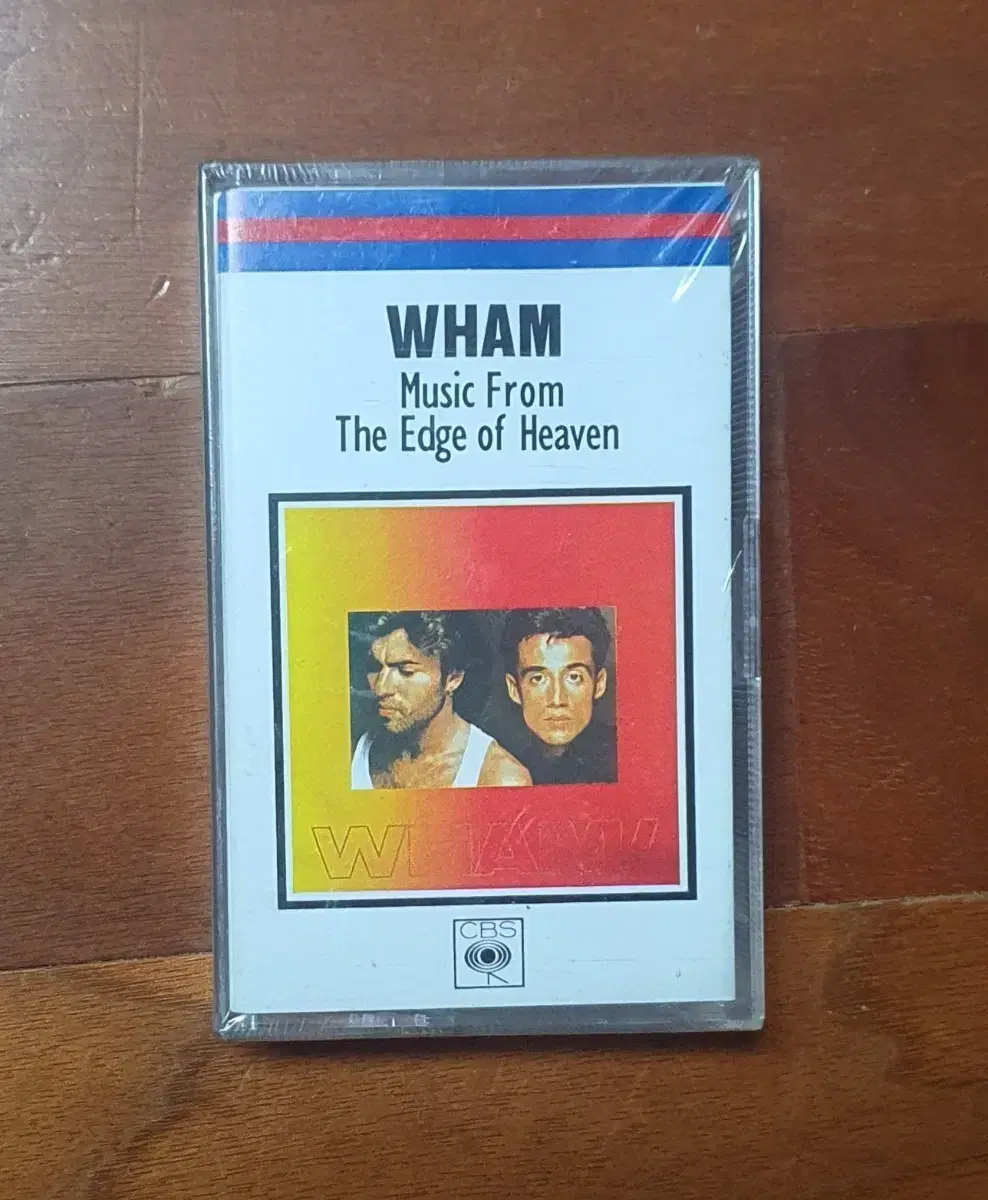 WHAM
Music From
The Edge of Heaven
WHAM!
CBS